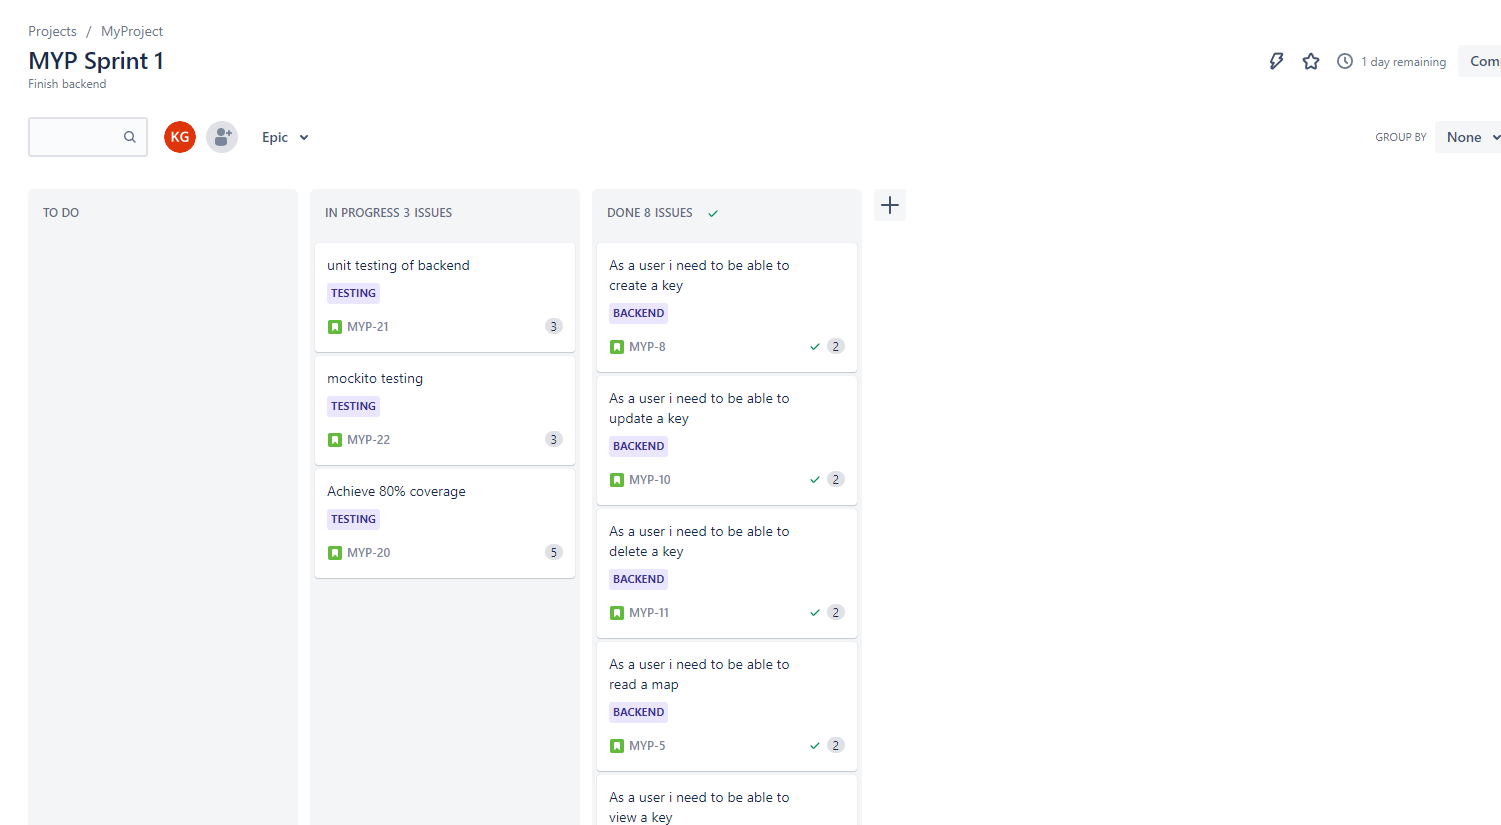 Projects / MyProject
MYP Sprint 1
Finish backend
1 day remaining
Com
KG
Epic
GROUP BY
None
TO DO
IN PROGRESS 3 ISSUES
unit testing of backend
TESTING
MYP-21
3
mockito testing
TESTING
MYP-22
3
Achieve 80% coverage
TESTING
MYP-20
5
DONE 8 ISSUES
As a user i need to be able to
create a key
BACKEND
MYP-8
2
As a user i need to be able to
update a key
BACKEND
MYP-10
2
As a user i need to be able to
delete a key
BACKEND
MYP-11
2
As a user i need to be able to
read a map
BACKEND
MYP-5
2
As a user i need to be able to
view a key